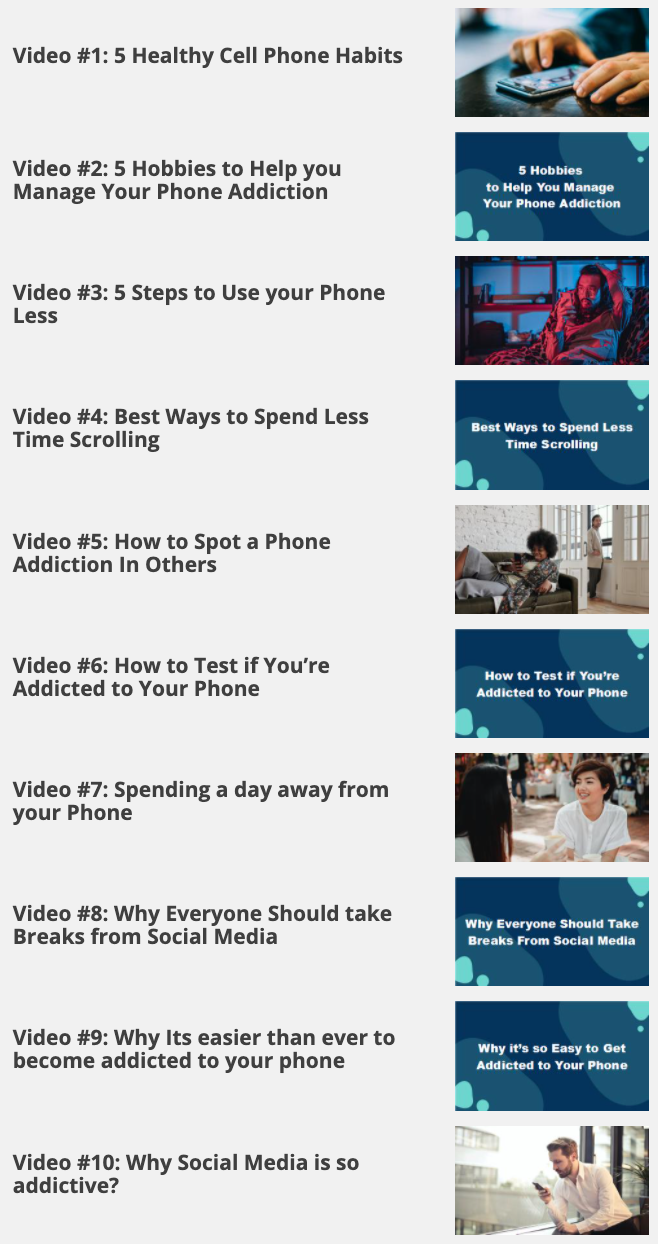 Video #1: 5 Healthy Cell Phone Habits
Video #2: 5 Hobbies to Help you
Manage Your Phone Addiction
5 Hobbies
to Help You Manage
Your Phone Addiction
Video #3: 5 Steps to Use your Phone
Less
Video #4: Best Ways to Spend Less
Time Scrolling
Best Ways to Spend Less
Time Scrolling
Video #5: How to Spot a Phone
Addiction In Others
Video #6: How to Test if You’re
Addicted to Your Phone
How to Test if You’re
Addicted to Your Phone
Video #7: Spending a day away from
your Phone
Video #8: Why Everyone Should take
Breaks from Social Media
Why Everyone Should Take
Breaks From Social Media
Video #9: Why Its easier than ever to
become addicted to your phone
Why it’s so Easy to Get
Addicted to Your Phone
Video #10: Why Social Media is so
addictive?